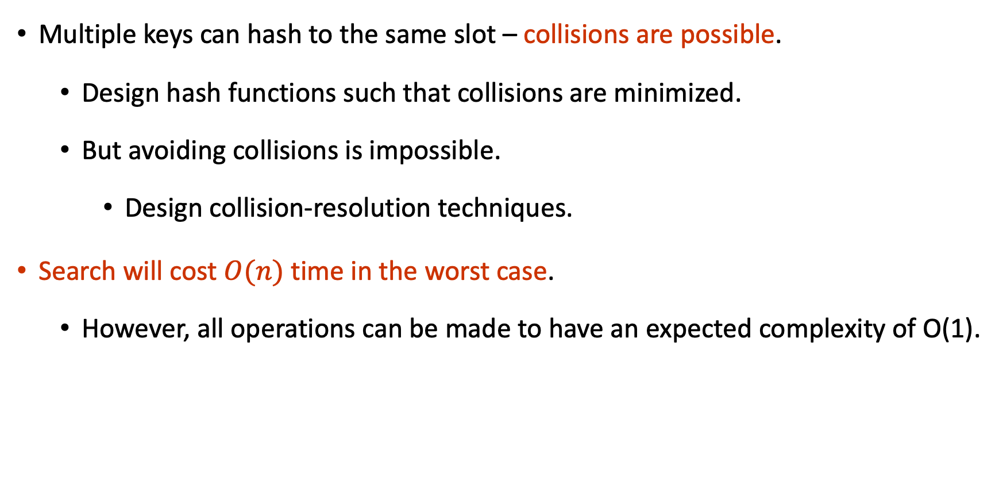 • Multiple keys can hash to the same slot – collisions are possible.
• Design hash functions such that collisions are minimized.
• But avoiding collisions is impossible.
• Design collision-resolution techniques.
• Search will cost O(n) time in the worst case.
• However, all operations can be made to have an expected complexity of O(1).